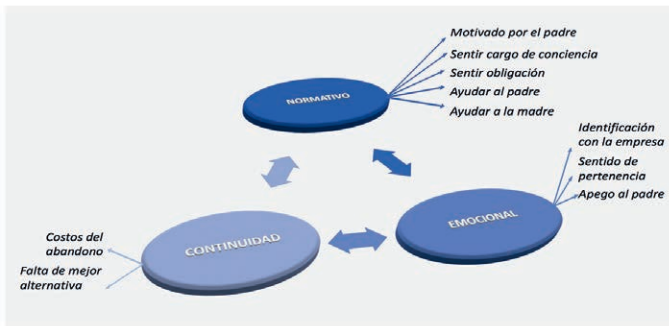 Motivado por el padre
Sentir cargo de conciencia
Sentir obligación
Ayudar al padre
Ayudar a la madre
NORMATIVO
Identificación
con la empresa
Sentido de
pertenencia
Apego al padre
EMOCIONAL
CONTINUIDAD
Costos del
abandono
Falta de mejor
alternativa